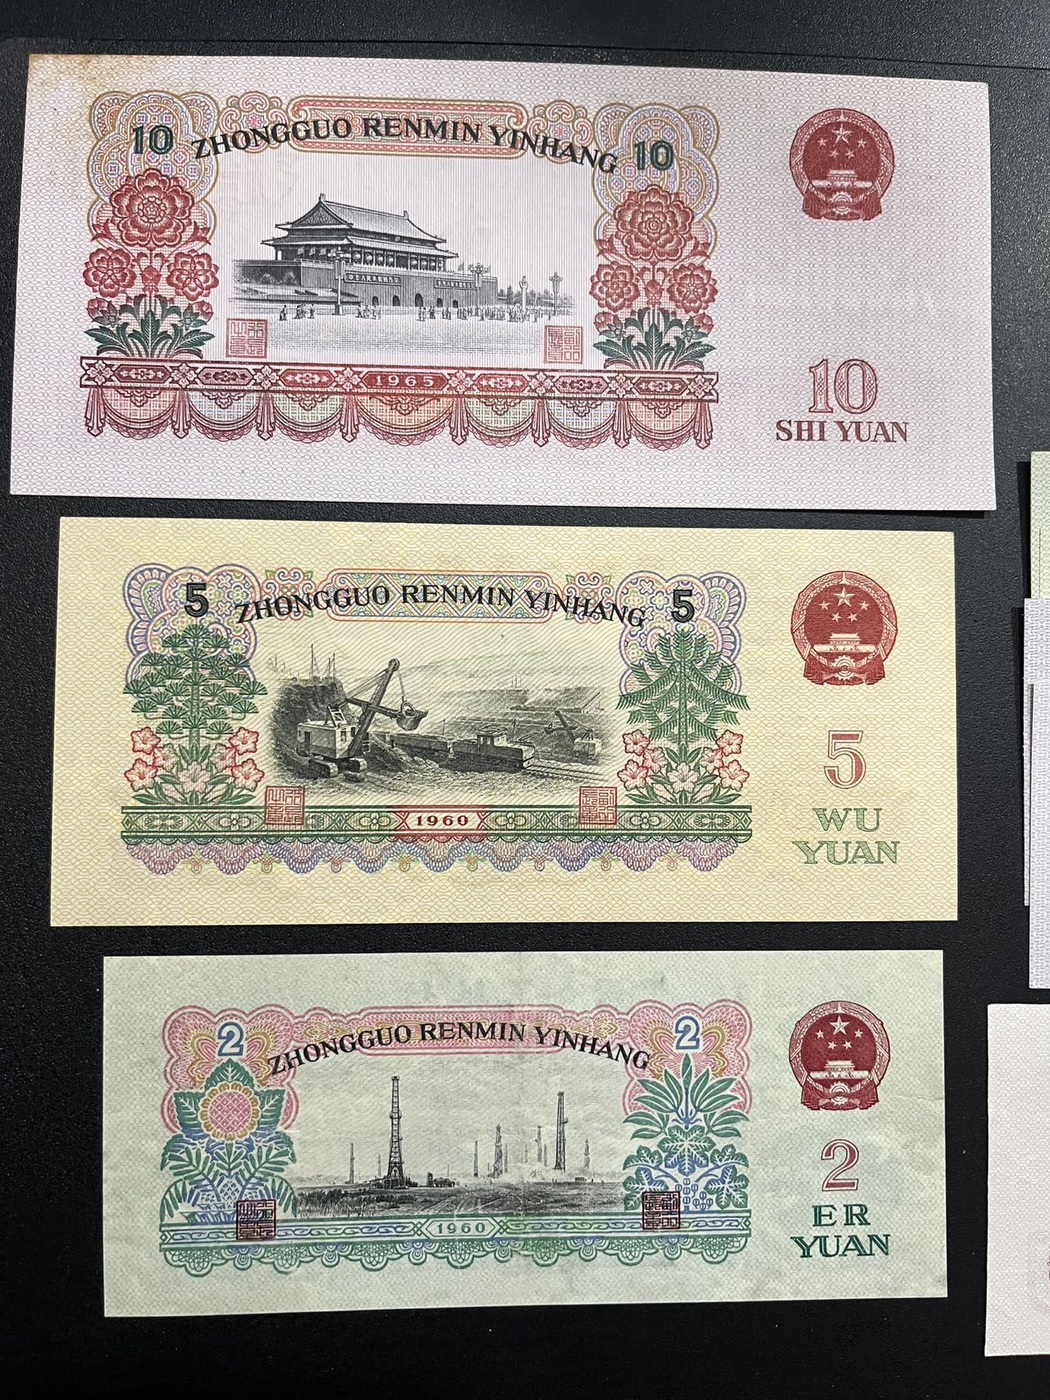 10 ZHONGGUO RENMIN YINHANG 10
1965
10
SHI YUAN
5 ZHONGGUO RENMIN YINHANG 5
1960
5
WU
YUAN
2 ZHONGGUO RENMIN YINHANG 2
1960
2
ER
YUAN